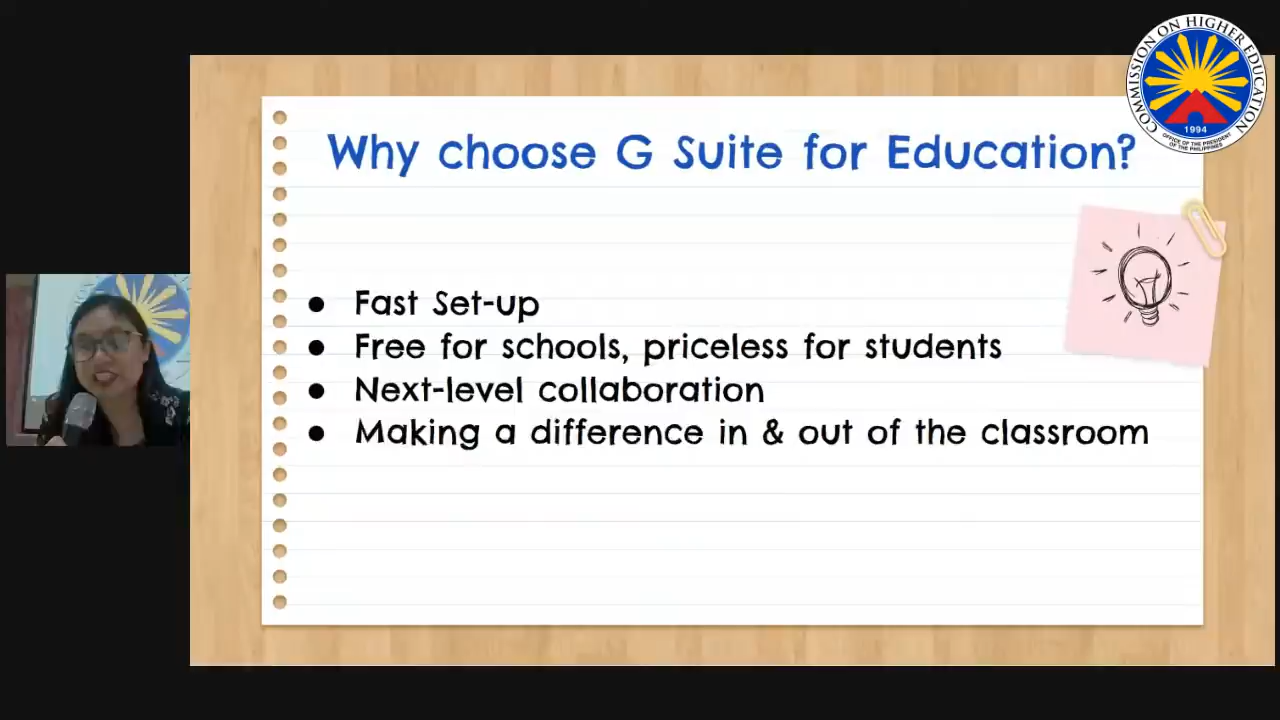 COMMISSION ON HIGHER EDUCATION
1994
OFFICE OF THE PRESIDENT
OF THE PHILIPPINES
Why choose G Suite for Education?
● Fast Set-up
● Free for schools, priceless for students
● Next-level collaboration
● Making a difference in & out of the classroom